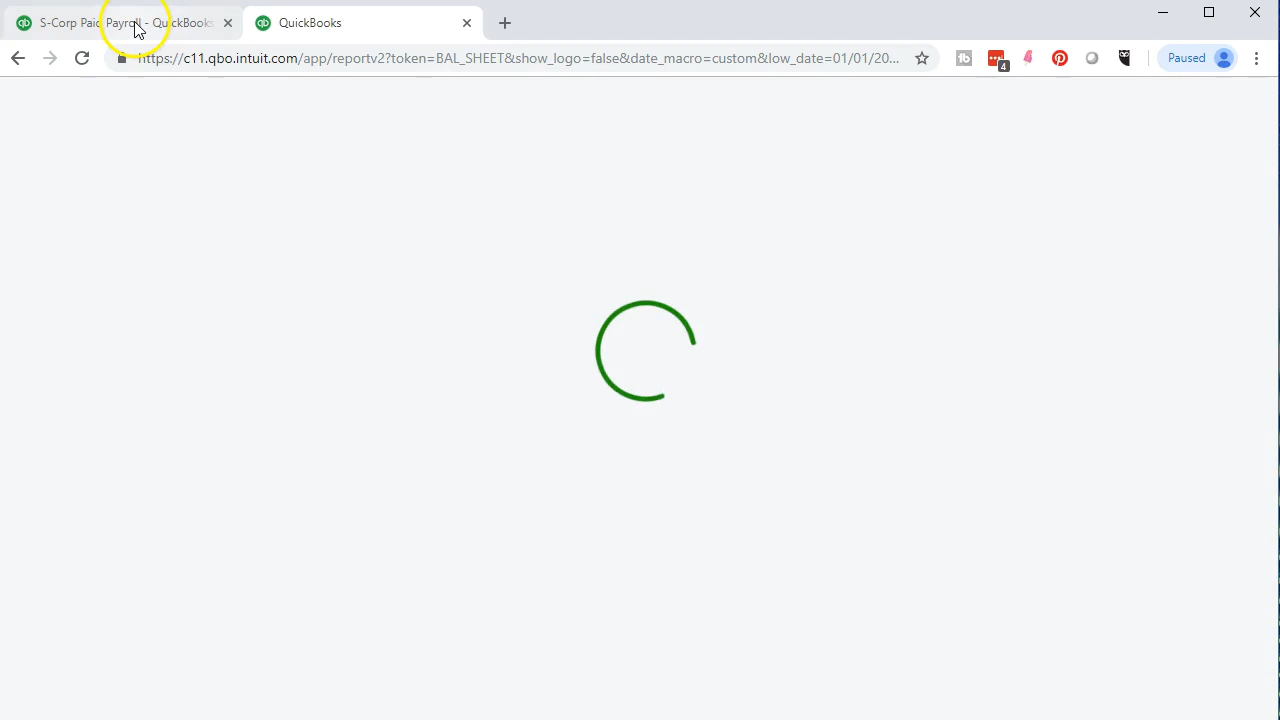 S-Corp Paid Payroll - QuickBooks
QuickBooks
https://c11.qbo.intuit.com/app/reportv2?token=BAL_SHEET&show_logo=false&date_macro=custom&low_date=01/01/20...
4
Paused